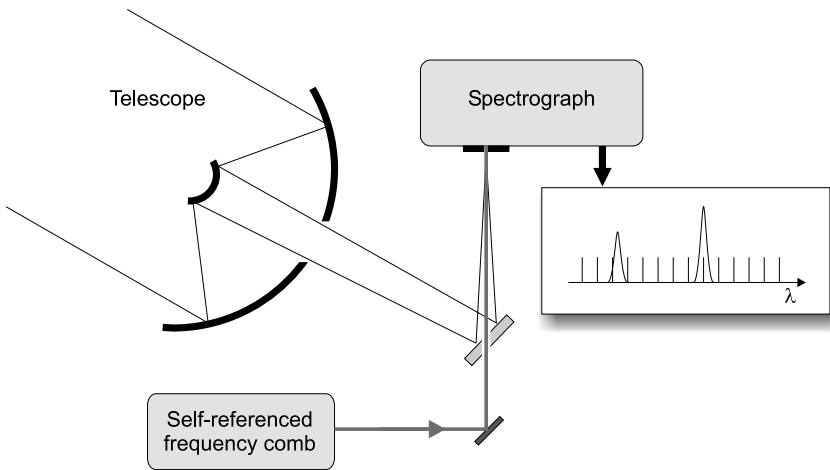 Telescope
Spectrograph
λ
Self-referenced
frequency comb